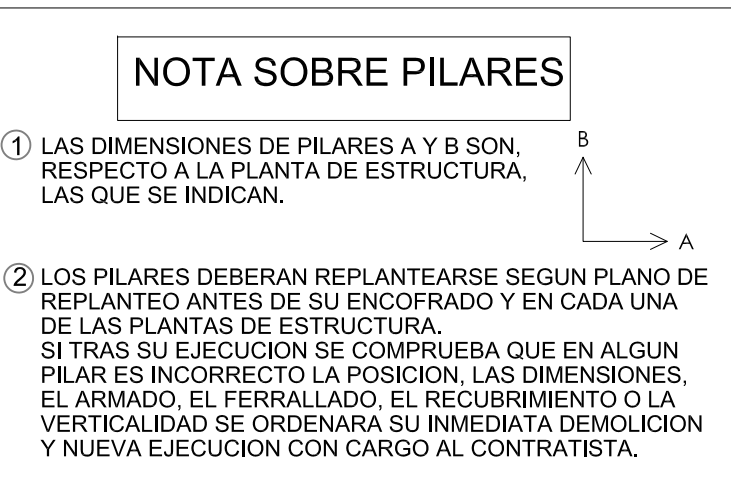 NOTA SOBRE PILARES
1 LAS DIMENSIONES DE PILARES A Y B SON,
RESPECTO A LA PLANTA DE ESTRUCTURA,
LAS QUE SE INDICAN.
B
A
2 LOS PILARES DEBERAN REPLANTEARSE SEGUN PLANO DE
REPLANTEO ANTES DE SU ENCOFRADO Y EN CADA UNA
DE LAS PLANTAS DE ESTRUCTURA.
SI TRAS SU EJECUCION SE COMPRUEBA QUE EN ALGUN
PILAR ES INCORRECTO LA POSICION, LAS DIMENSIONES,
EL ARMADO, EL FERRALLADO, EL RECUBRIMIENTO O LA
VERTICALIDAD SE ORDENARA SU INMEDIATA DEMOLICION
Y NUEVA EJECUCION CON CARGO AL CONTRATISTA.